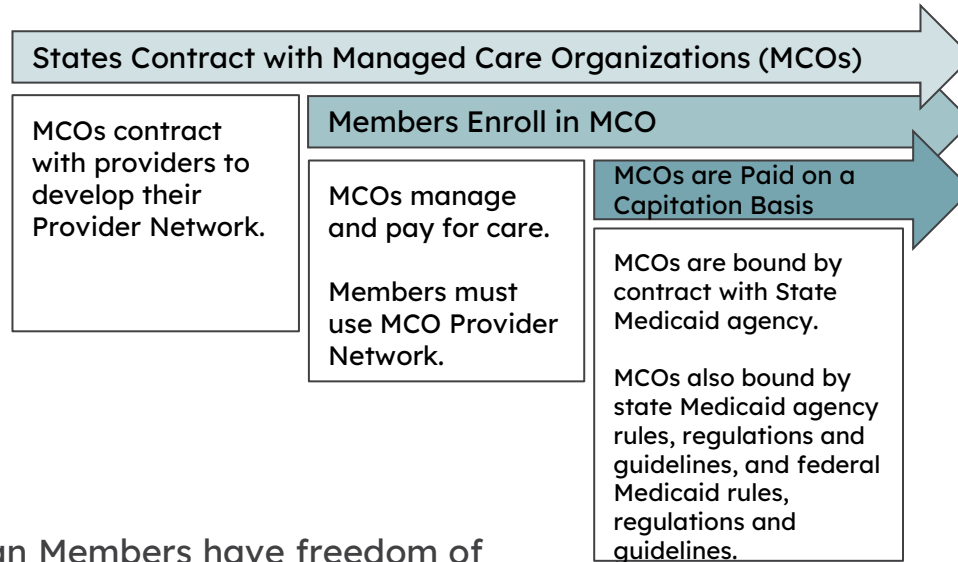 States Contract with Managed Care Organizations (MCOs)
MCOs contract
with providers to
develop their
Provider Network.
Members Enroll in MCO
MCOs manage
and pay for care.
Members must
use MCO Provider
Network.
MCOs are Paid on a
Capitation Basis
MCOs are bound by
contract with State
Medicaid agency.
MCOs also bound by
state Medicaid agency
rules, regulations and
guidelines, and federal
Medicaid rules,
regulations and
guidelines.
Members have freedom of